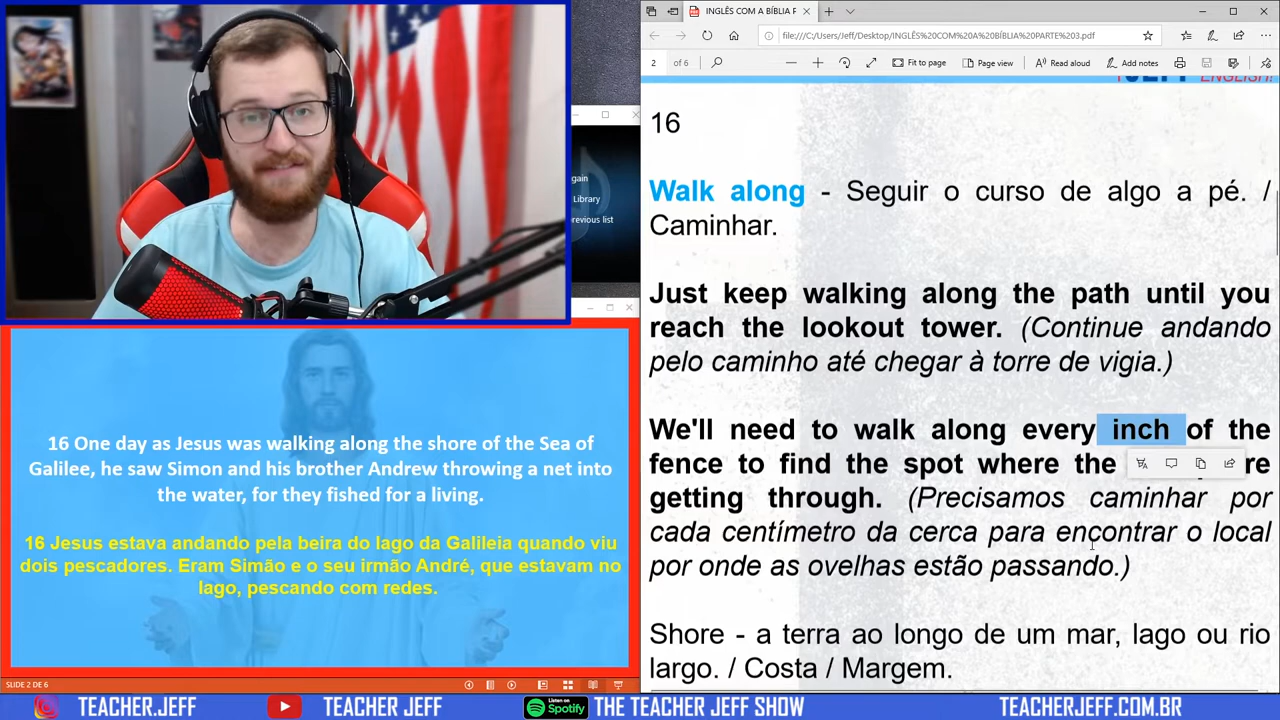 INGLÊS COM A BÍBLIA P
file:///C:/Users/Jeff/Desktop/INGLÊS%20COM%20A%20BÍBLIA%20PARTE%203.pdf
2 of 6
Fit to page
Page view
Read aloud
Add notes
ENGLISH!
gain
Library
revious list
16
Walk along - Seguir o curso de algo a pé. /
Caminhar.
Just keep walking along the path until you
reach the lookout tower. (Continue andando
pelo caminho até chegar à torre de vigia.)
We'll need to walk along every inch of the
fence to find the spot where the re
getting through. (Precisamos caminhar por
cada centímetro da cerca para encontrar o local
por onde as ovelhas estão passando.)
Shore - a terra ao longo de um mar, lago ou rio
largo. / Costa / Margem.
16 One day as Jesus was walking along the shore of the Sea of
Galilee, he saw Simon and his brother Andrew throwing a net into
the water, for they fished for a living.
16 Jesus estava andando pela beira do lago da Galileia quando viu
dois pescadores. Eram Simão e o seu irmão André, que estavam no
lago, pescando com redes.
SLIDE 2 DE 6
TEACHER.JEFF
TEACHER JEFF
Listen on
Spotify
THE TEACHER JEFF SHOW
TEACHERJEFF.COM.BR